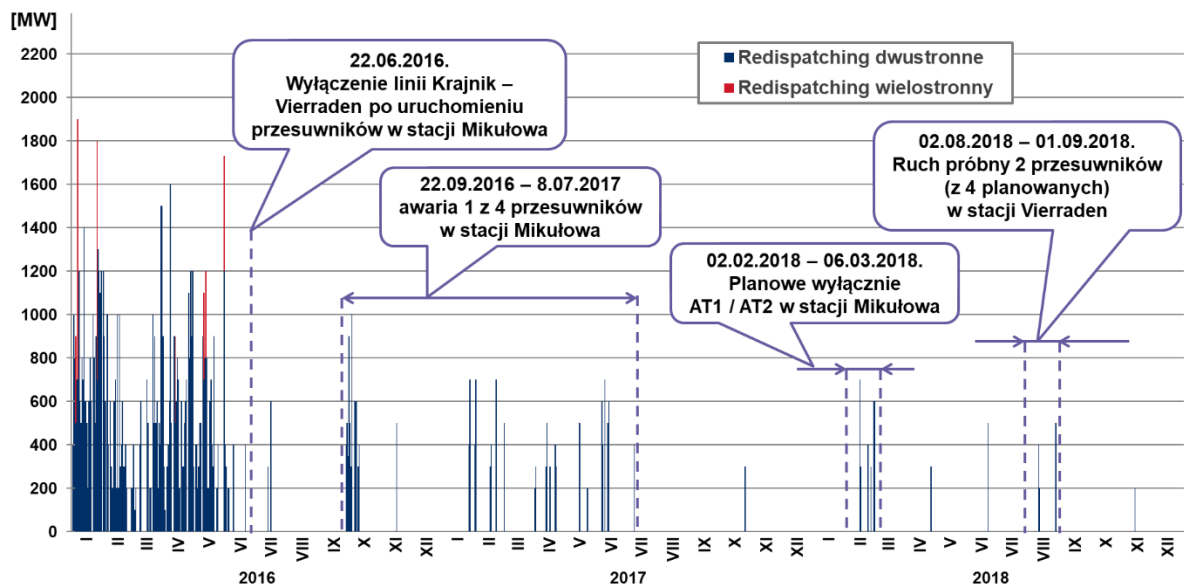 [MW]
2200
2000
1800
1600
1400
1200
1000
800
600
400
200
0
22.06.2016.
Wyłączenie linii Krajnik –
Vierraden po uruchomieniu
przesuwników w stacji Mikułowa
22.09.2016 – 8.07.2017
awaria 1 z 4 przesuwników
w stacji Mikułowa
Redispatching dwustronne
Redispatching wielostronny
02.02.2018 – 06.03.2018.
Planowe wyłącznie
AT1 / AT2 w stacji Mikułowa
02.08.2018 – 01.09.2018.
Ruch próbny 2 przesuwników
(z 4 planowanych)
w stacji Vierraden
I II III IV V VI VII VIII IX X XI XII I II III IV V VI VII VIII IX X XI XII I II III IV V VI VII VIII IX X XI XII
2016 2017 2018